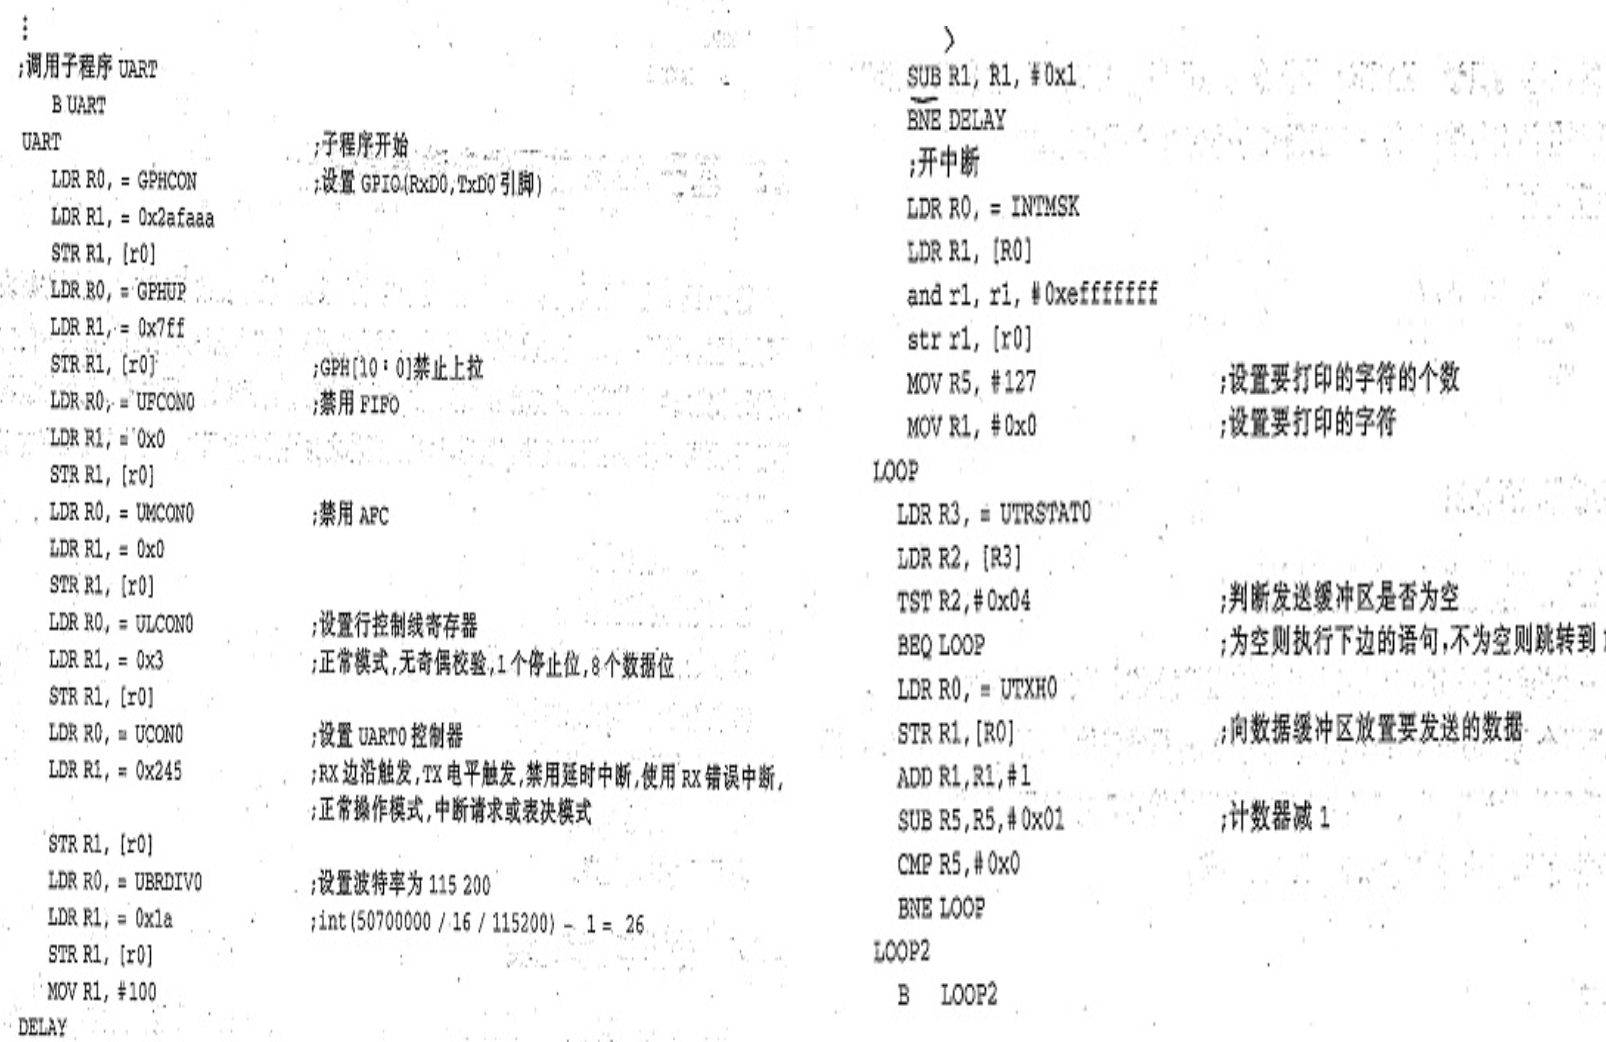 ⋮
;调用子程序 UART
B UART
UART ;子程序开始
LDR R0, = GPHCON ;设置 GPIO(RxD0,TxD0 引脚)
LDR R1, = 0x2afaaa
STR R1, [r0]
LDR R0, = GPHUP
LDR R1, = 0x7ff
STR R1, [r0] ;GPH[10:0]禁止上拉
LDR R0, = UFCON0 ;禁用 FIFO
LDR R1, = 0x0
STR R1, [r0]
LDR R0, = UMCON0 ;禁用 AFC
LDR R1, = 0x0
STR R1, [r0]
LDR R0, = ULCON0 ;设置行控制线寄存器
LDR R1, = 0x3 ;正常模式,无奇偶校验,1个停止位,8个数据位
STR R1, [r0]
LDR R0, = UCON0 ;设置 UART0 控制器
LDR R1, = 0x245 ;RX 边沿触发,TX 电平触发,禁用延时中断,使用 RX 错误中断,
;正常操作模式,中断请求或表决模式
STR R1, [r0]
LDR R0, = UBRDIV0 ;设置波特率为 115 200
LDR R1, = 0x1a ;int(50700000 / 16 / 115200) - 1 = 26
STR R1, [r0]
MOV R1, #100
DELAY
SUB R1, R1, #0x1
BNE DELAY
;开中断
LDR R0, = INTMSK
LDR R1, [R0]
and r1, r1, #0xefffffff
str r1, [r0]
MOV R5, #127 ;设置要打印的字符的个数
MOV R1, #0x0 ;设置要打印的字符
LOOP
LDR R3, = UTRSTAT0
LDR R2, [R3]
TST R2,#0x04 ;判断发送缓冲区是否为空
BEQ LOOP ;为空则执行下边的语句,不为空则跳转到
LDR R0, = UTXH0
STR R1,[R0] ;向数据缓冲区放置要发送的数据
ADD R1,R1,#1
SUB R5,R5,#0x01 ;计数器减 1
CMP R5,#0x0
BNE LOOP
LOOP2
B LOOP2